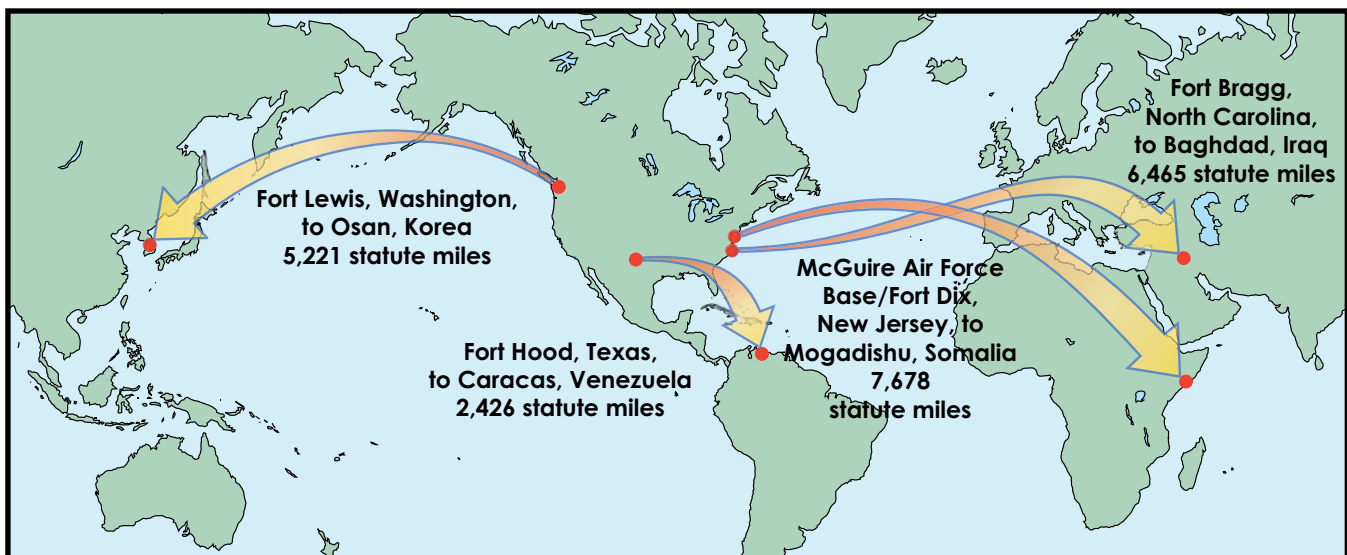 Fort Bragg,
North Carolina,
to Baghdad, Iraq
6,465 statute miles
Fort Lewis, Washington,
to Osan, Korea
5,221 statute miles
McGuire Air Force
Base/Fort Dix,
New Jersey, to
Mogadishu, Somalia
7,678
statute miles
Fort Hood, Texas,
to Caracas, Venezuela
2,426 statute miles